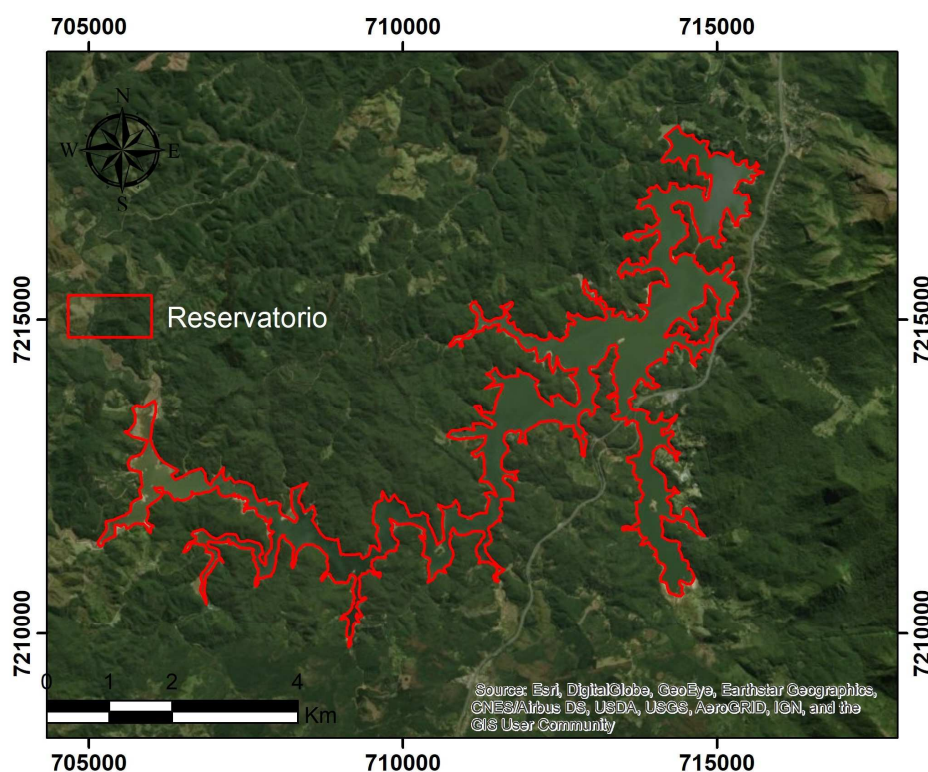 705000 710000 715000
N
W E
S
7215000 7215000
Reservatorio
7210000 7210000
0 1 2 4
Km
Source: Esri, DigitalGlobe, GeoEye, Earthstar Geographics,
CNES/Airbus DS, USDA, USGS, AeroGRID, IGN, and the
GIS User Community
705000 710000 715000